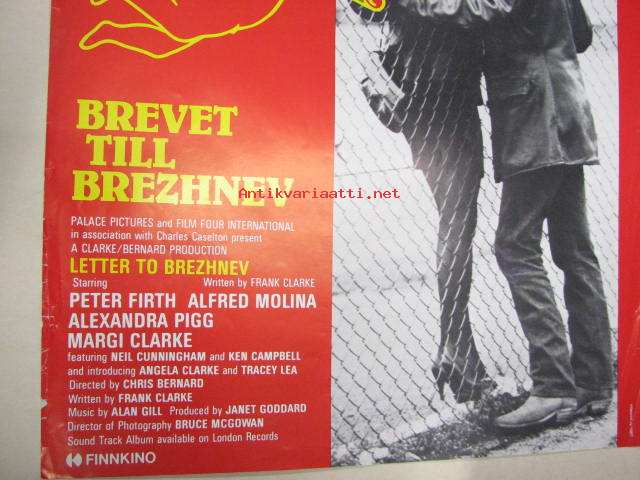 BREVET
TILL
BREZHNEV
Antikvariaatti.net
PALACE PICTURES and FILM FOUR INTERNATIONAL
in association with Charles Caselton present
A CLARKE/BERNARD PRODUCTION
LETTER TO BREZHNEV
Starring Written by FRANK CLARKE
PETER FIRTH ALFRED MOLINA
ALEXANDRA PIGG
MARGI CLARKE
featuring NEIL CUNNINGHAM and KEN CAMPBELL
and introducing ANGELA CLARKE and TRACEY LEA
Directed by CHRIS BERNARD
Written by FRANK CLARKE
Music by ALAN GILL Produced by JANET GODDARD
Director of Photography BRUCE MCGOWAN
Sound Track Album available on London Records
FINNKINO